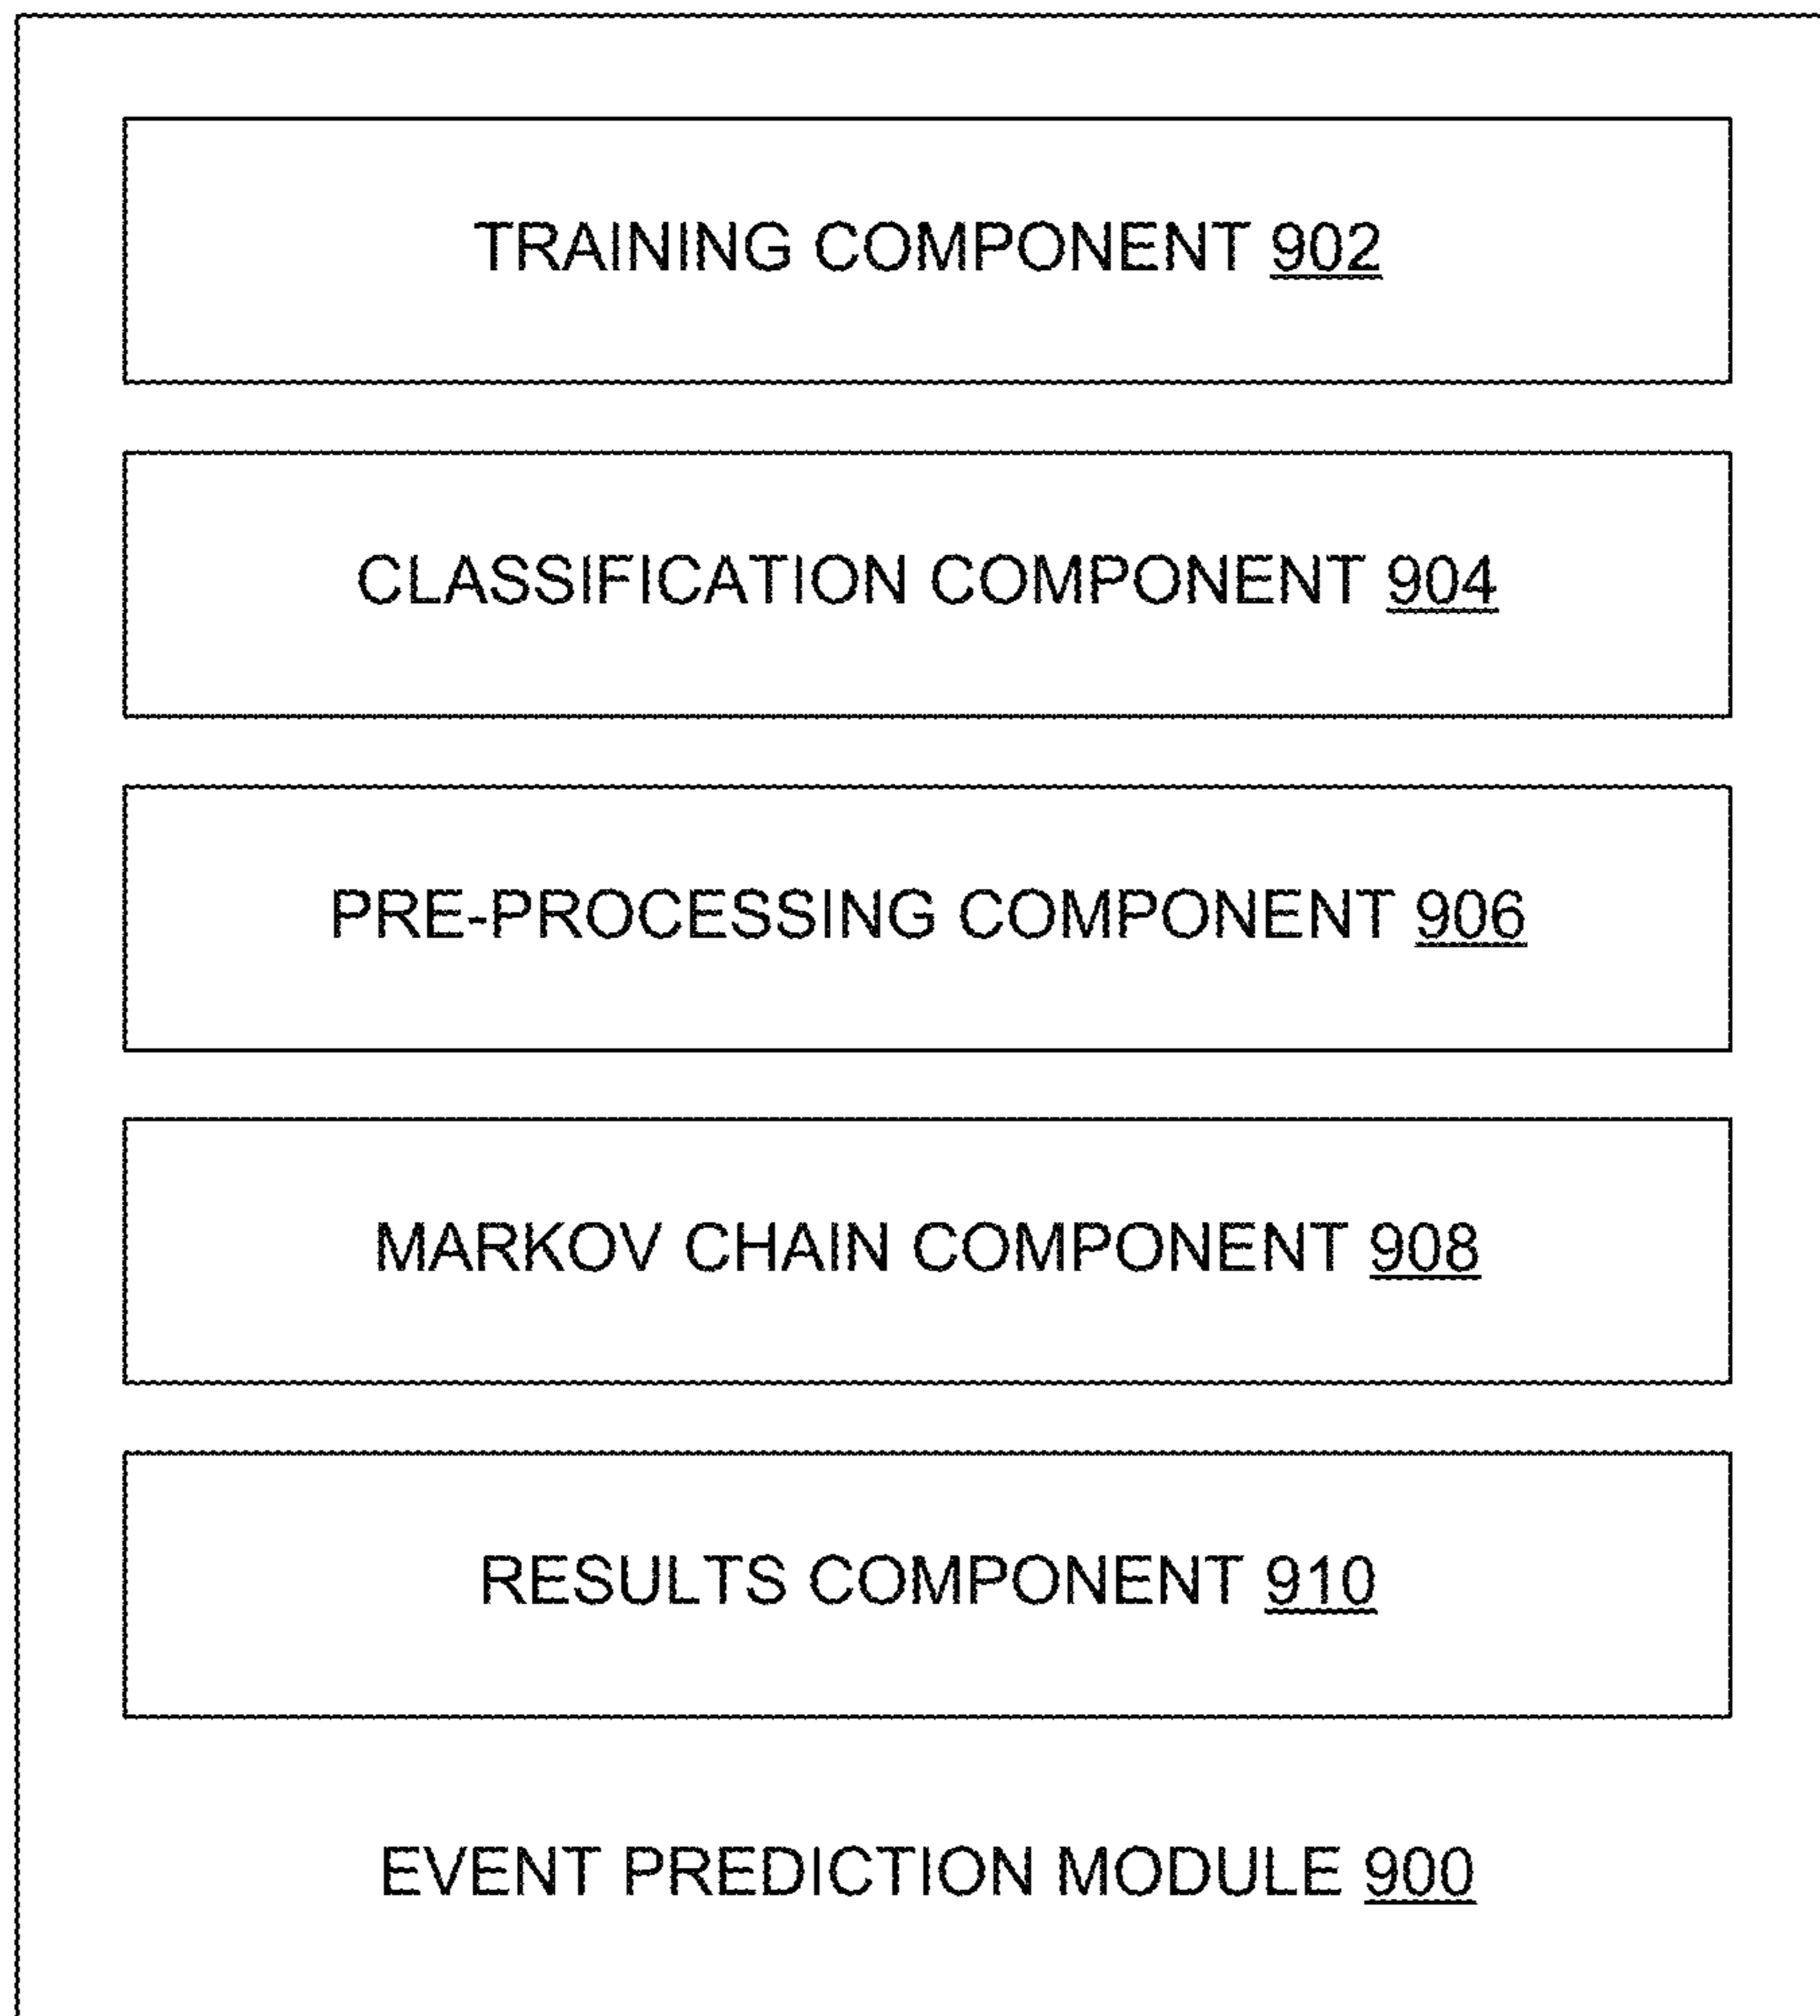 TRAINING COMPONENT 902
CLASSIFICATION COMPONENT 904
PRE-PROCESSING COMPONENT 906
MARKOV CHAIN COMPONENT 908
RESULTS COMPONENT 910
EVENT PREDICTION MODULE 900